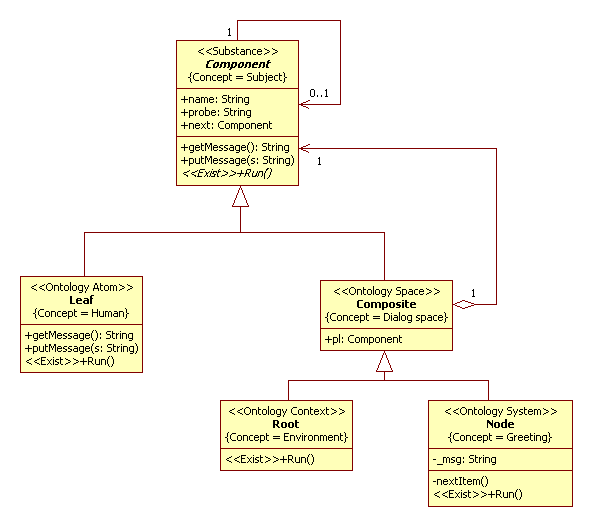 1
<<Substance>>
Component
{Concept = Subject}
0..1
+name: String
+probe: String
+next: Component
+getMessage(): String
+putMessage(s: String)
<<Exist>>+Run()
1
<<Ontology Atom>>
Leaf
{Concept = Human}
+getMessage(): String
+putMessage(s: String)
<<Exist>>+Run()
<<Ontology Space>>
Composite
{Concept = Dialog space}
+pl: Component
1
<<Ontology Context>>
Root
{Concept = Environment}
<<Exist>>+Run()
<<Ontology System>>
Node
{Concept = Greeting}
-_msg: String
-nextItem()
<<Exist>>+Run()